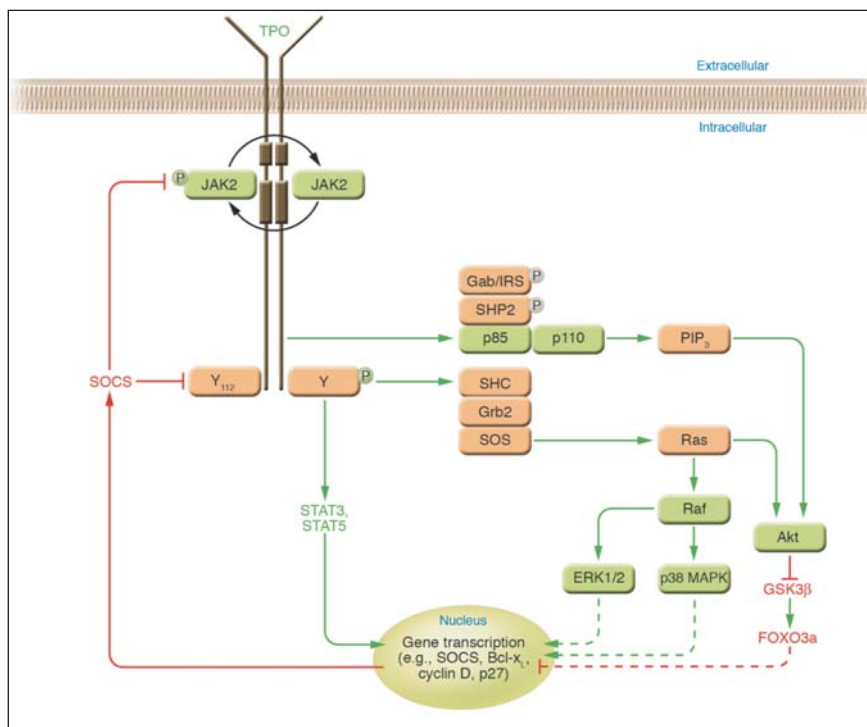 TPO
Extracellular
Intracellular
P
JAK2
JAK2
Gab/IRS
P
SHP2
P
p85
p110
PIP₃
SOCS
Y₁₁₂
Y
P
SHC
Grb2
SOS
Ras
STAT3,
STAT5
Raf
Akt
ERK1/2
p38 MAPK
GSK3β
Nucleus
FOXO3a
Gene transcription
(e.g., SOCS, Bcl-xL,
cyclin D, p27)